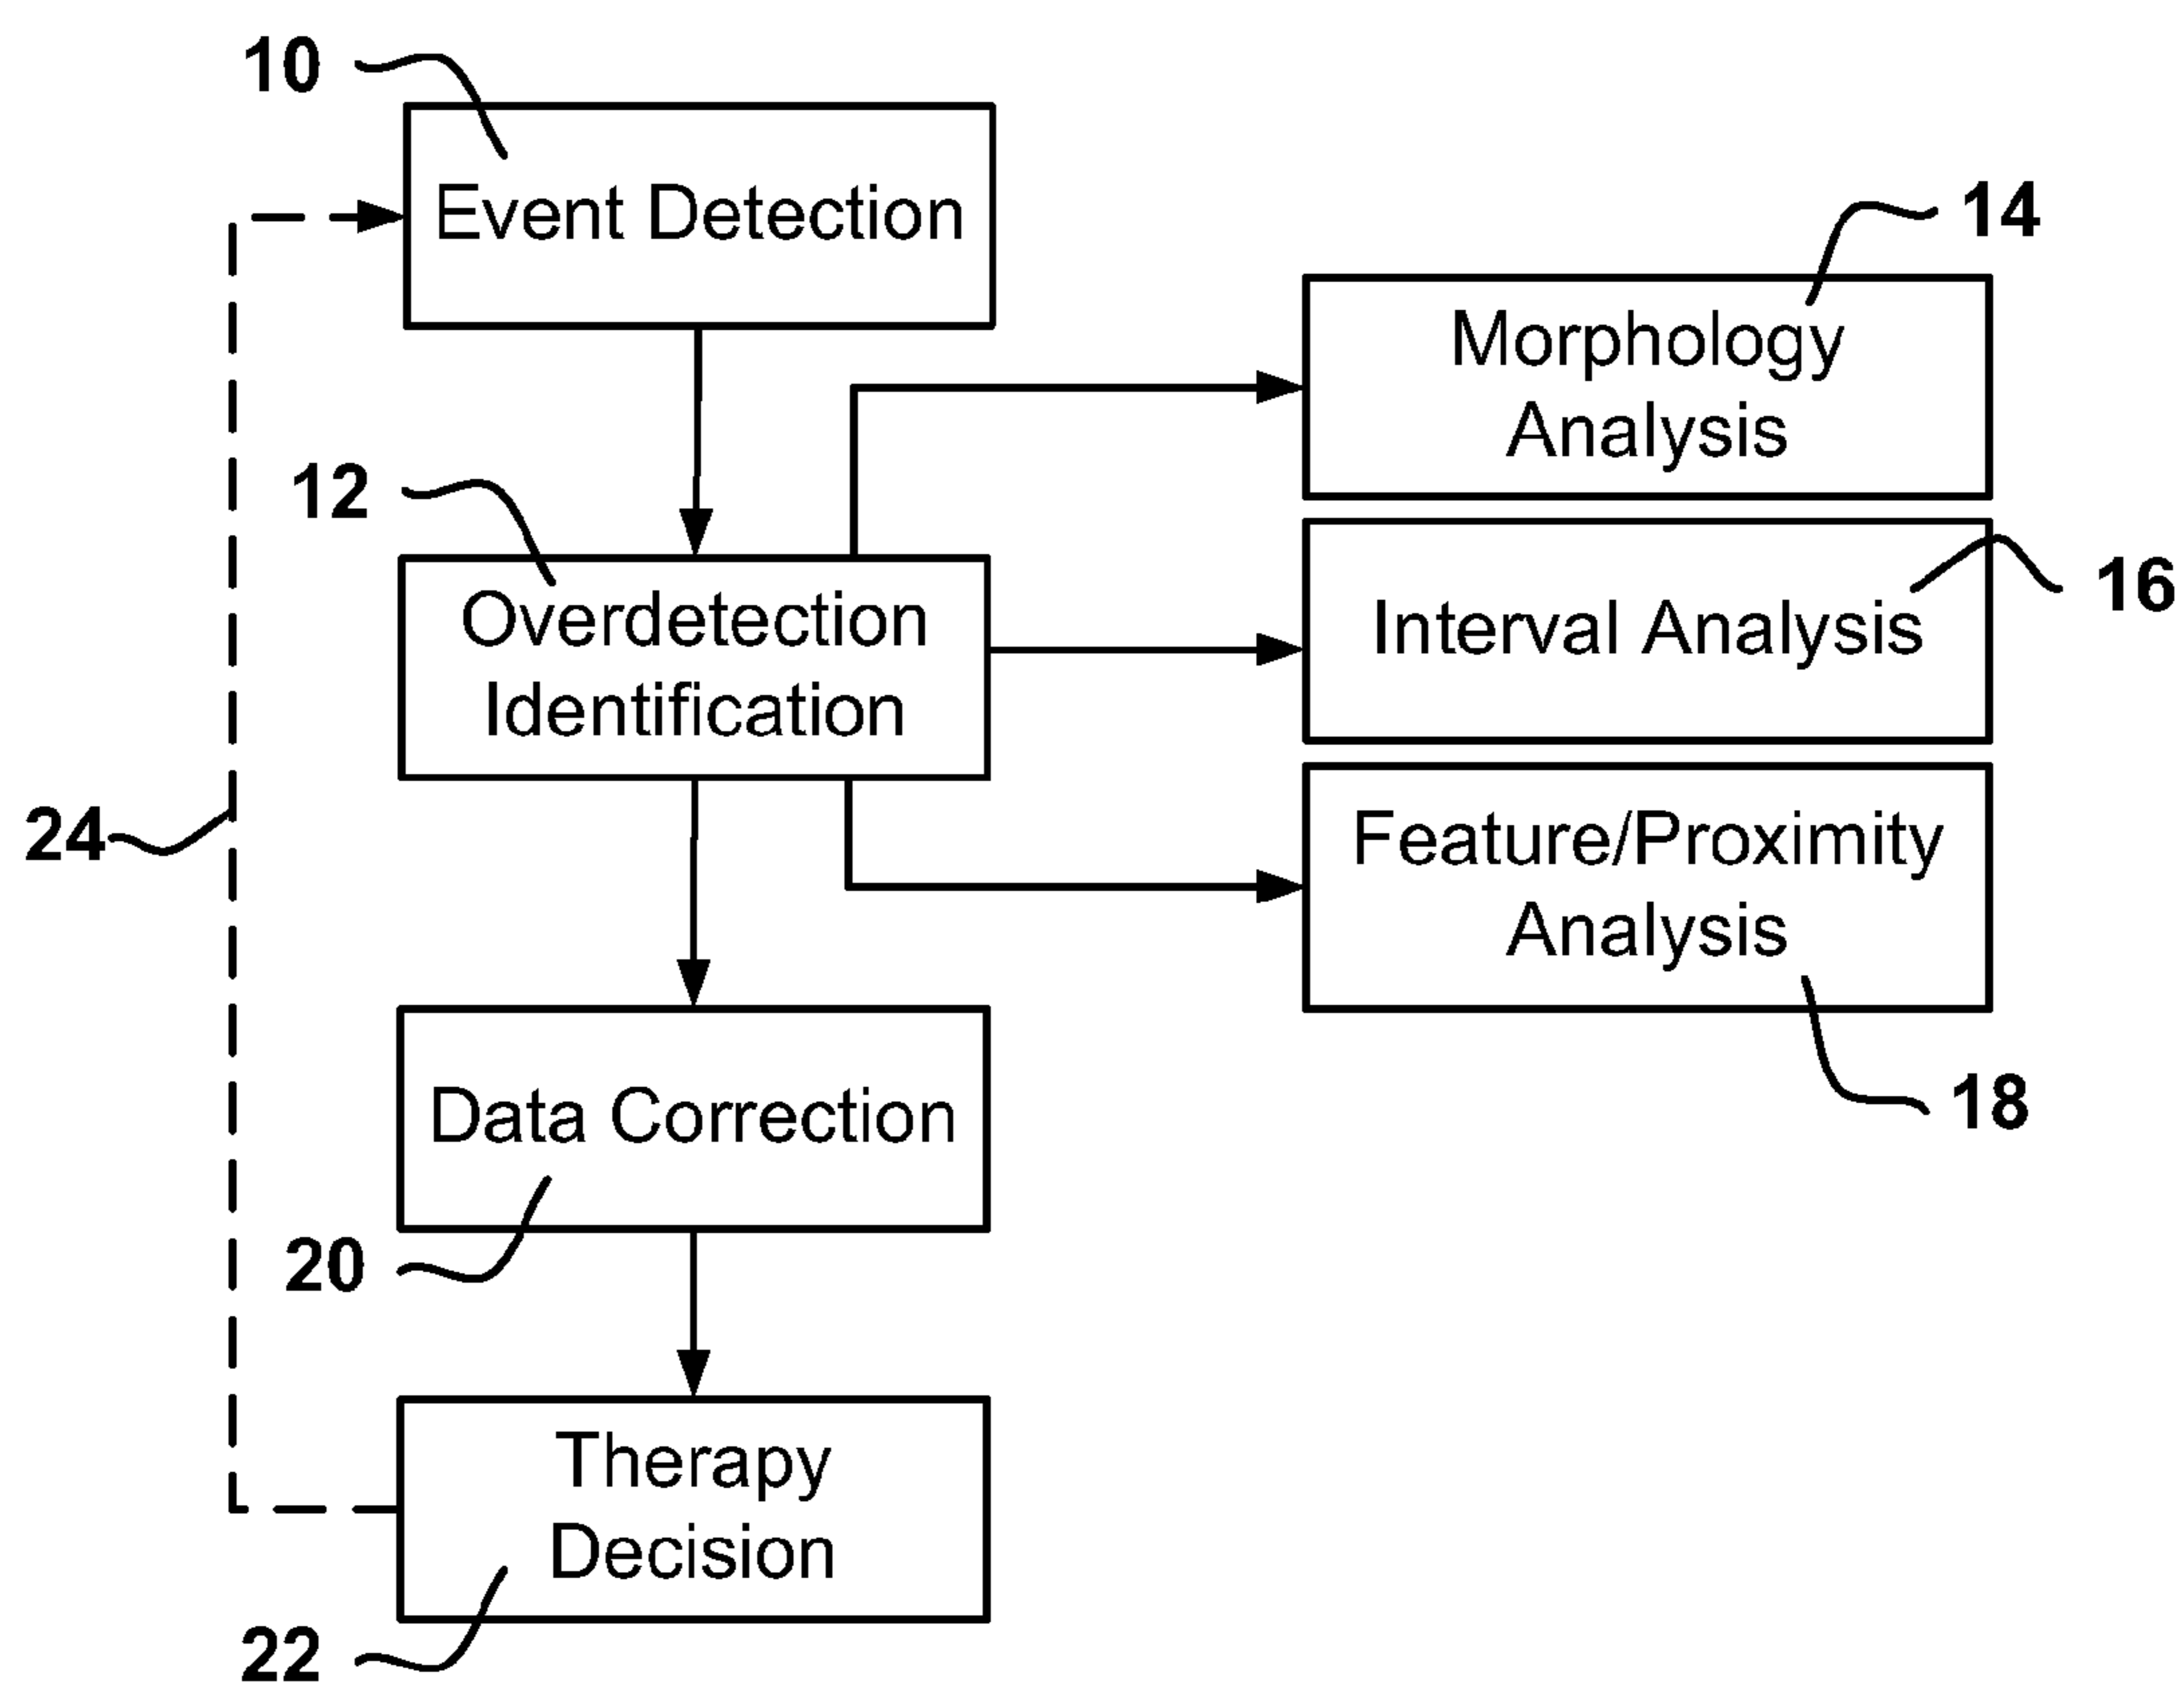 10
Event Detection
14
Morphology
Analysis
12
Overdetection
Identification
16
Interval Analysis
24
Feature/Proximity
Analysis
18
Data Correction
20
Therapy
Decision
22